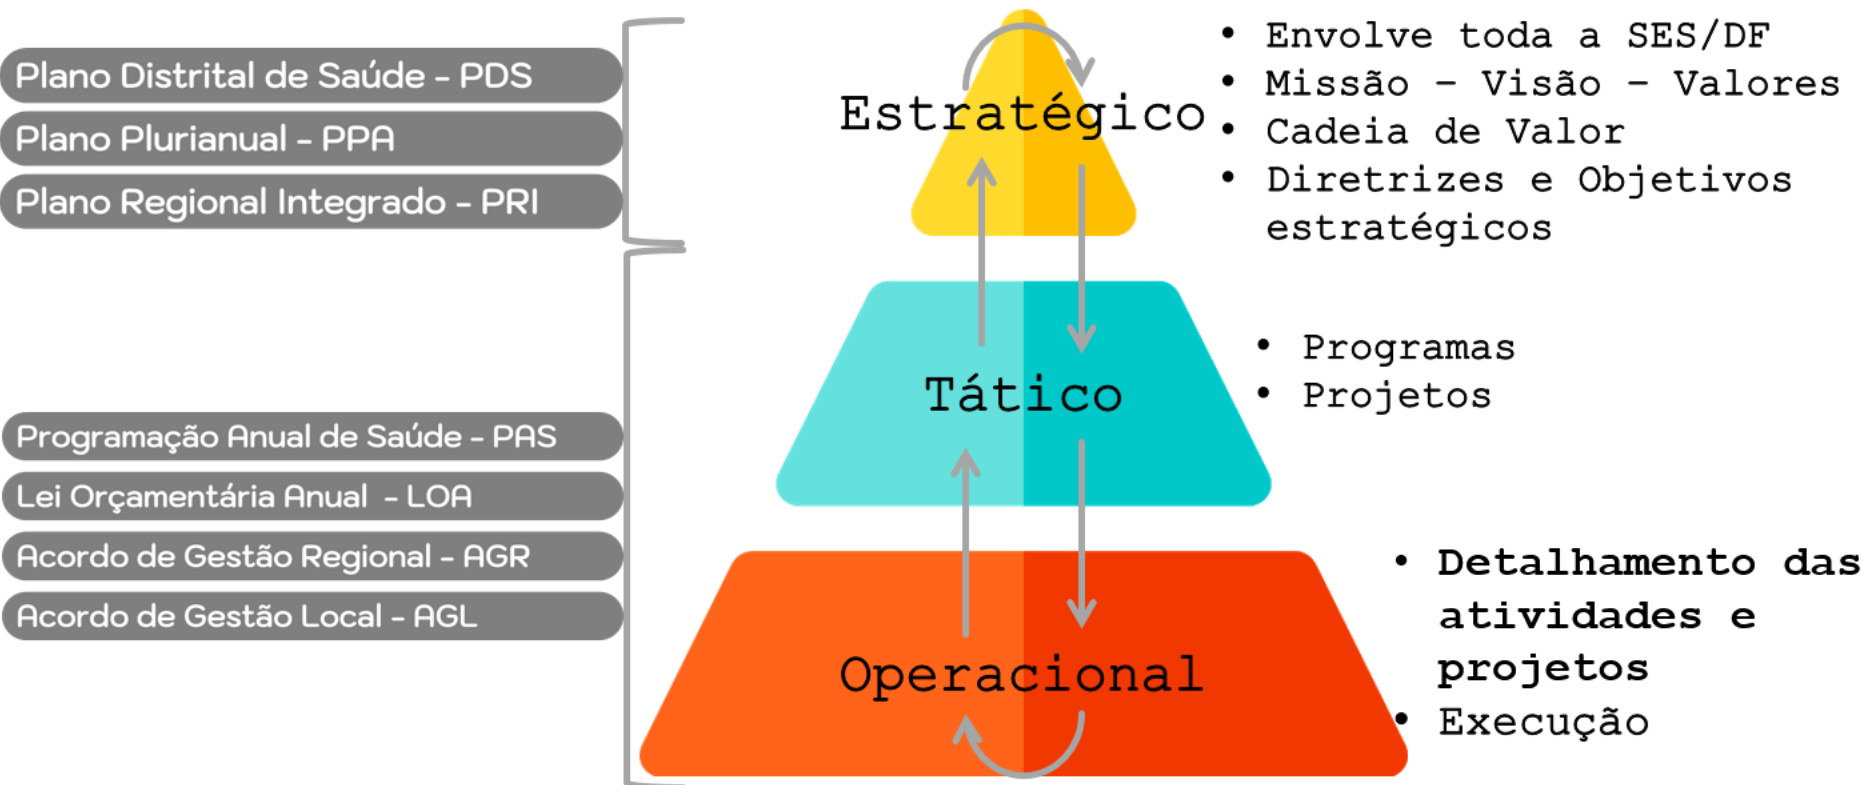 Plano Distrital de Saúde - PDS
Plano Plurianual - PPA
Plano Regional Integrado - PRI
Programação Anual de Saúde - PAS
Lei Orçamentária Anual - LOA
Acordo de Gestão Regional - AGR
Acordo de Gestão Local - AGL
Estratégico
Tático
Operacional
• Envolve toda a SES/DF
• Missão – Visão – Valores
• Cadeia de Valor
• Diretrizes e Objetivos
estratégicos
• Programas
• Projetos
• Detalhamento das
atividades e
projetos
• Execução